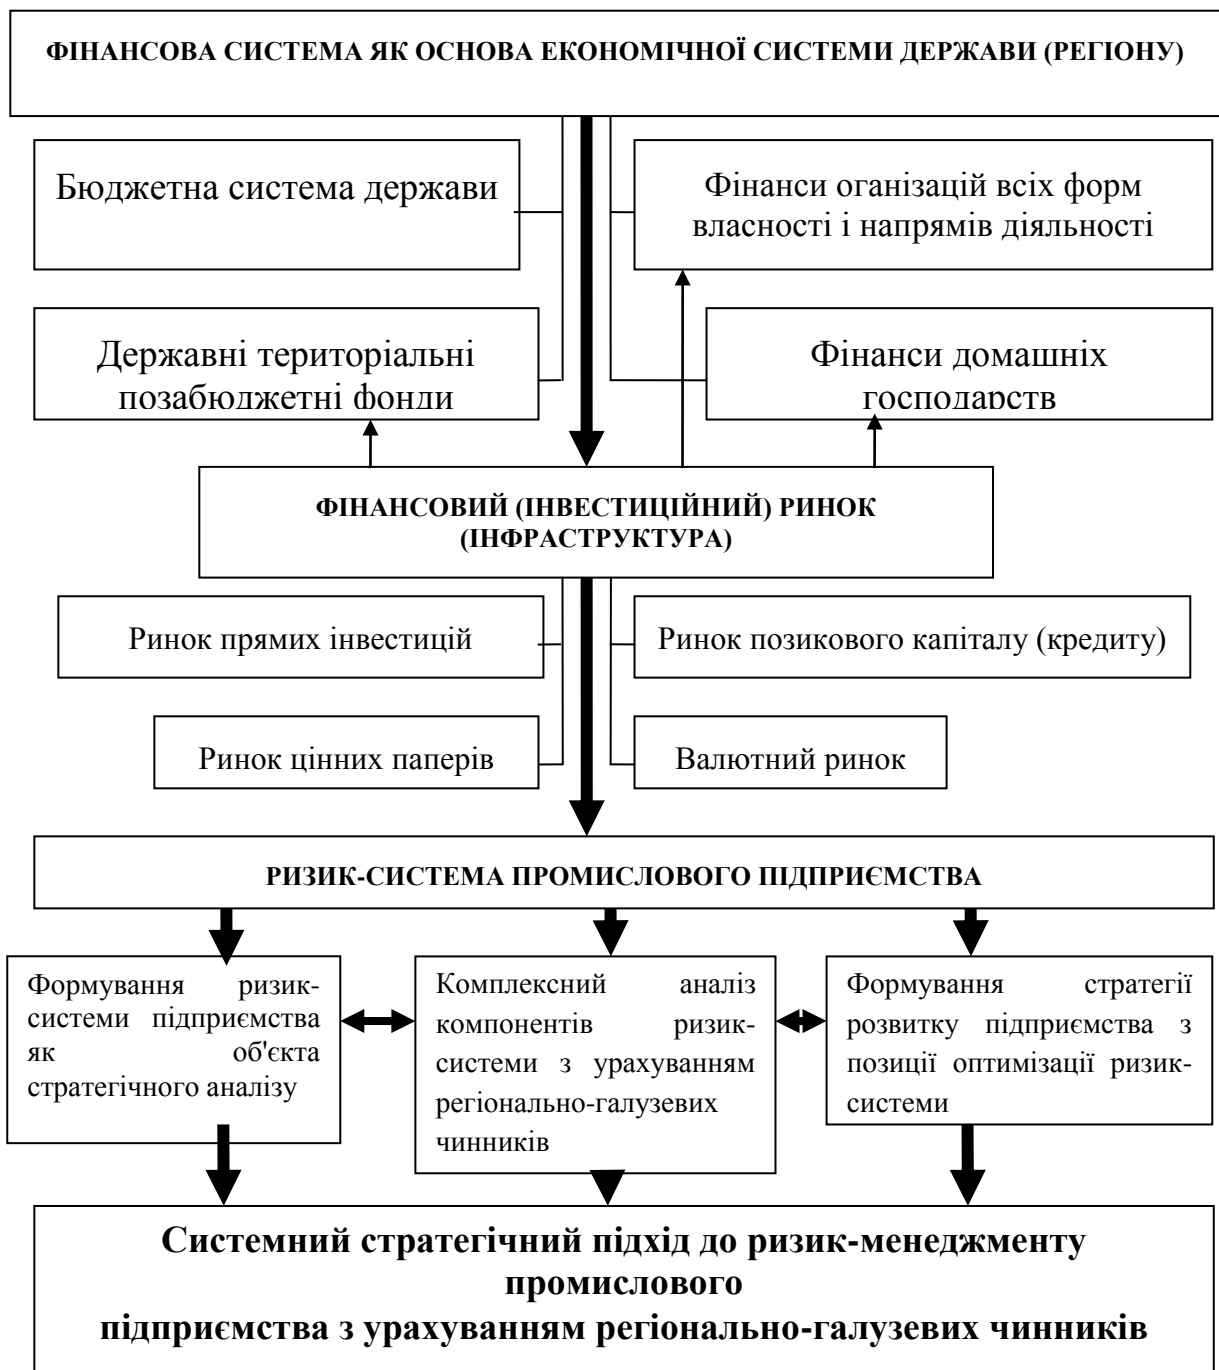 ФІНАНСОВА СИСТЕМА ЯК ОСНОВА ЕКОНОМІЧНОЇ СИСТЕМИ ДЕРЖАВИ (РЕГІОНУ)
Бюджетна система держави
Фінанси оганізацій всіх форм
власності і напрямів діяльності
Державні територіальні
позабюджетні фонди
Фінанси домашніх
господарств
ФІНАНСОВИЙ (ІНВЕСТИЦІЙНИЙ) РИНОК
(ІНФРАСТРУКТУРА)
Ринок прямих інвестицій
Ринок позикового капіталу (кредиту)
Ринок цінних паперів
Валютний ринок
РИЗИК-СИСТЕМА ПРОМИСЛОВОГО ПІДПРИЄМСТВА
Формування ризик-
системи підприємства
як об'єкта
стратегічного аналізу
Комплексний аналіз
компонентів ризик-
системи з урахуванням
регіонально-галузевих
чинників
Формування стратегії
розвитку підприємства з
позиції оптимізації ризик-
системи
Системний стратегічний підхід до ризик-менеджменту
промислового
підприємства з урахуванням регіонально-галузевих чинників